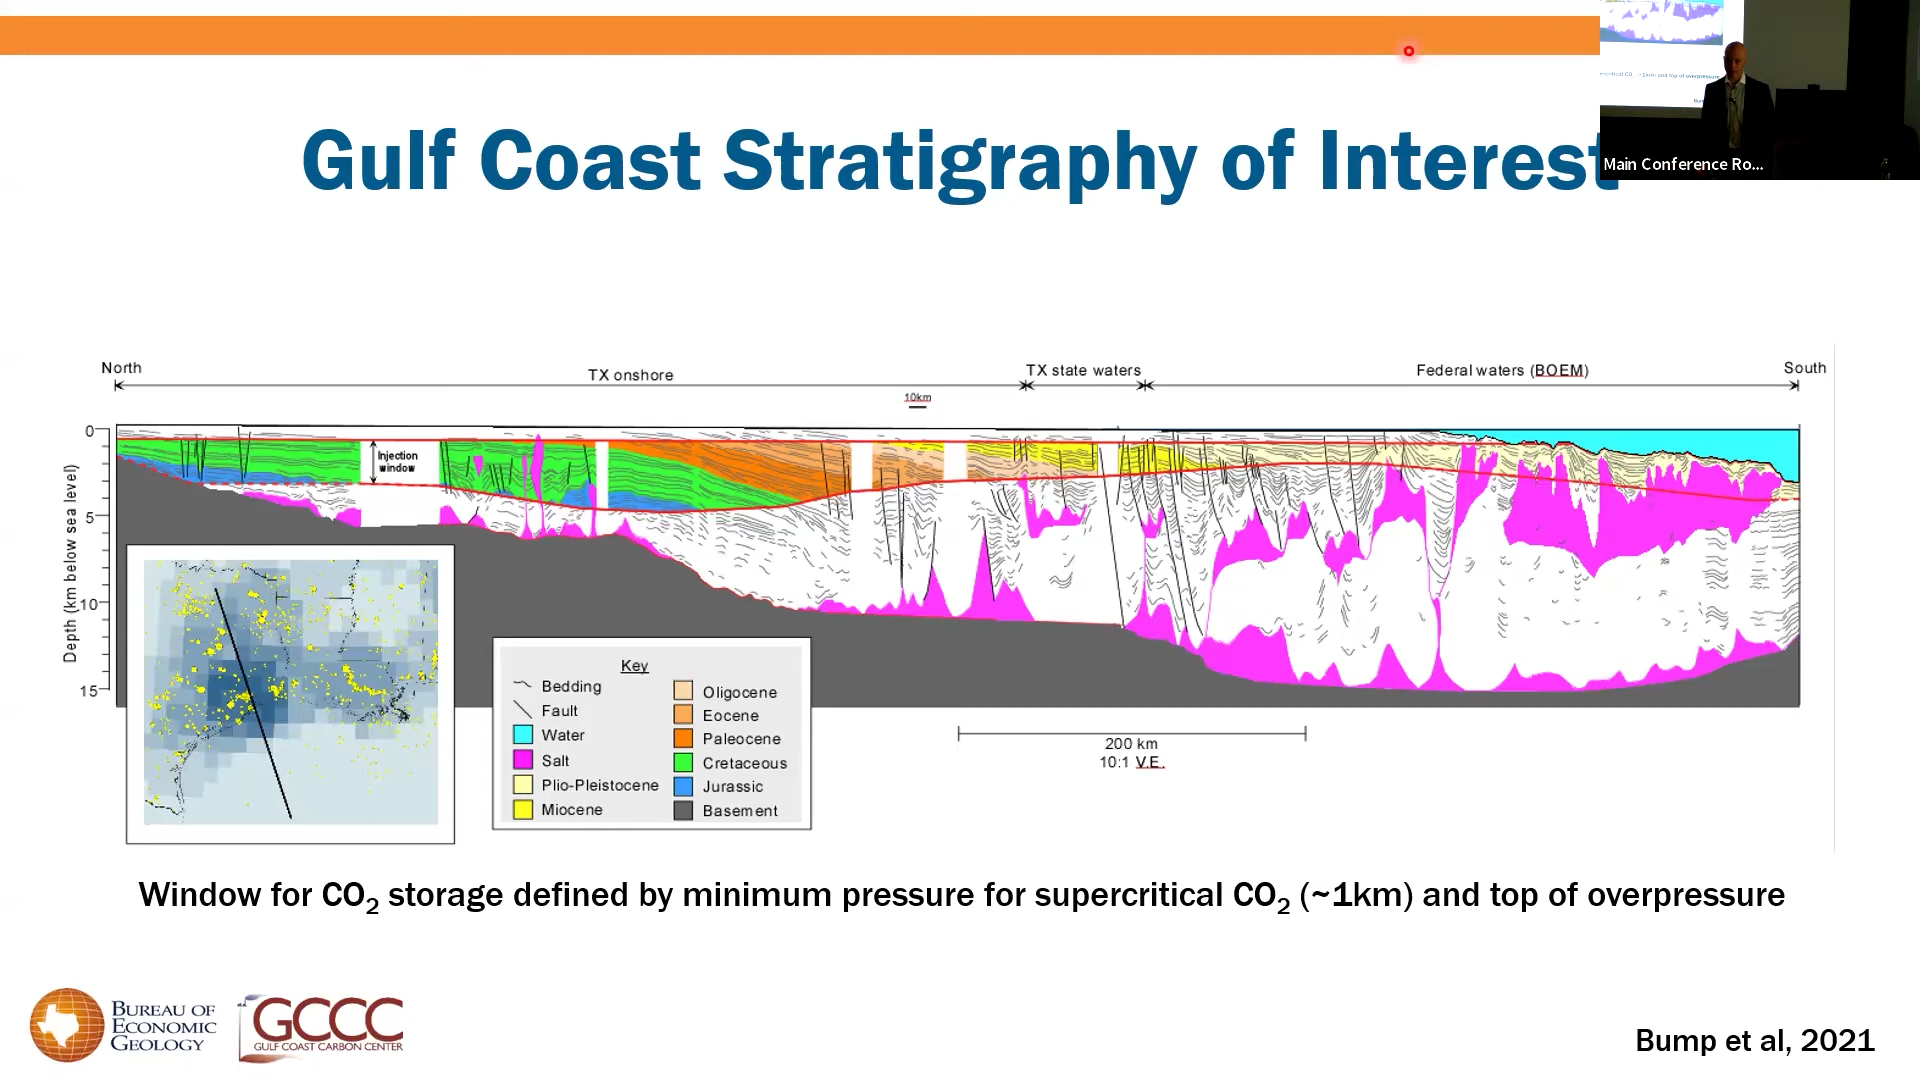 Gulf Coast Stratigraphy of Interest
Main Conference Ro...
North
TX onshore
TX state waters
Federal waters (BOEM)
South
10km
Depth (km below sea level)
0
5
10
15
Injection
window
Key
Bedding
Fault
Water
Salt
Plio-Pleistocene
Miocene
Oligocene
Eocene
Paleocene
Cretaceous
Jurassic
Basement
200 km
10:1 V.E.
Window for CO2 storage defined by minimum pressure for supercritical CO2 (~1km) and top of overpressure
BUREAU OF
ECONOMIC
GEOLOGY
GCCC
GULF COAST CARBON CENTER
Bump et al, 2021